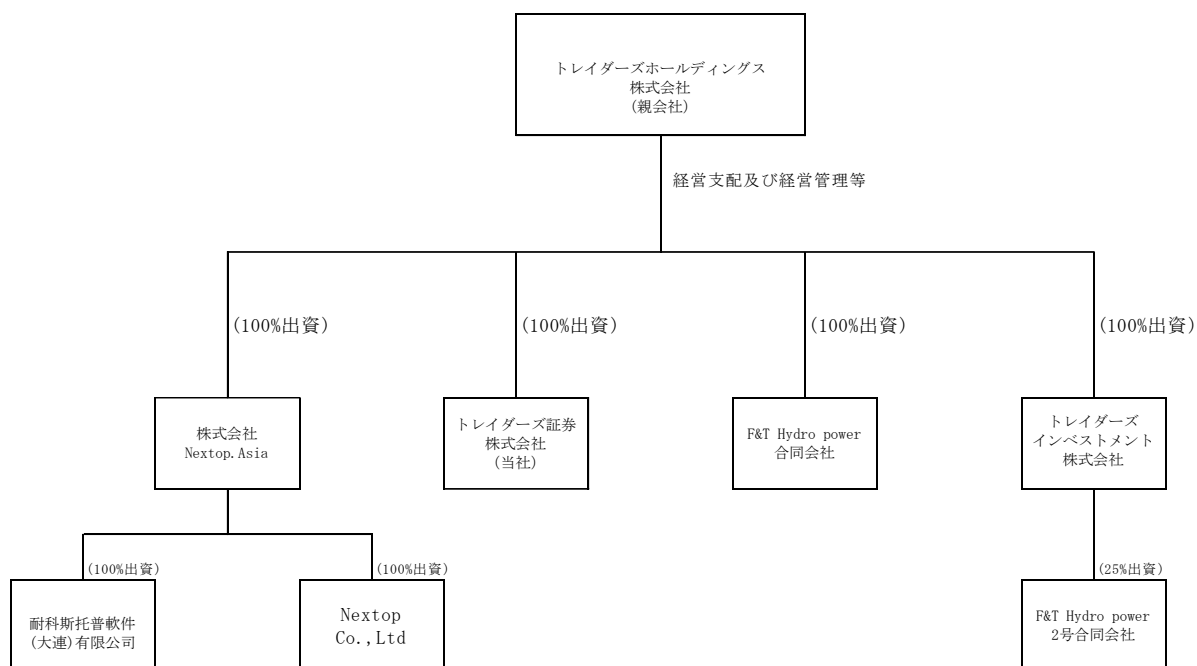 トレイダーズホールディングス
株式会社
(親会社)
経営支配及び経営管理等
(100%出資)
(100%出資)
(100%出資)
(100%出資)
株式会社
Nextop.Asia
トレイダーズ証券
株式会社
(当社)
F&T Hydro power
合同会社
トレイダーズ
インベストメント
株式会社
(100%出資)
(100%出資)
(25%出資)
耐科斯托普軟件
(大連)有限公司
Nextop
Co.,Ltd
F&T Hydro power
2号合同会社